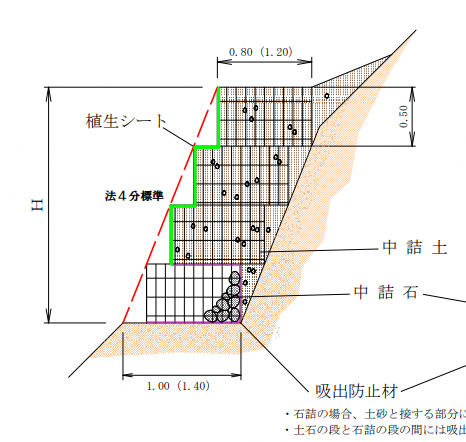 0.80 (1.20)
植生シート
0.50
法4分標準
H
中詰土
中詰石
1.00 (1.40)
吸出防止材
・石詰の場合、土砂と接する部分に
・土石の段と石詰の段の間には吸出